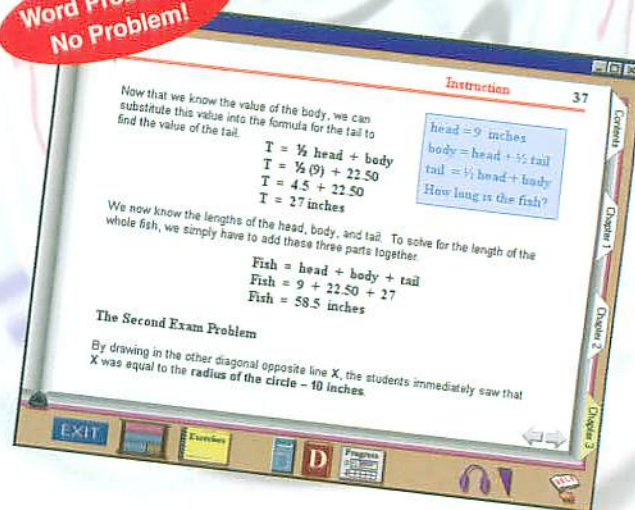 Word
No Problem!
Instruction
37
Now that we know the value of the body, we can
substitute this value into the formula for the tail to
find the value of the tail.
T = ½ head + body
T = ½ (9) + 22.50
T = 4.5 + 22.50
T = 27 inches
head = 9 inches
body = head + ½ tail
tail = ½ head + body
How long is the fish?
We now know the lengths of the head, body, and tail. To solve for the length of the
whole fish, we simply have to add these three parts together.
Fish = head + body + tail
Fish = 9 + 22.50 + 27
Fish = 58.5 inches
The Second Exam Problem
By drawing in the other diagonal opposite line X, the students immediately saw that
X was equal to the radius of the circle – 10 inches.
Contents
Chapter 1
Chapter 2
Chapter 3
EXIT
Exercises
D
Progress
HELP